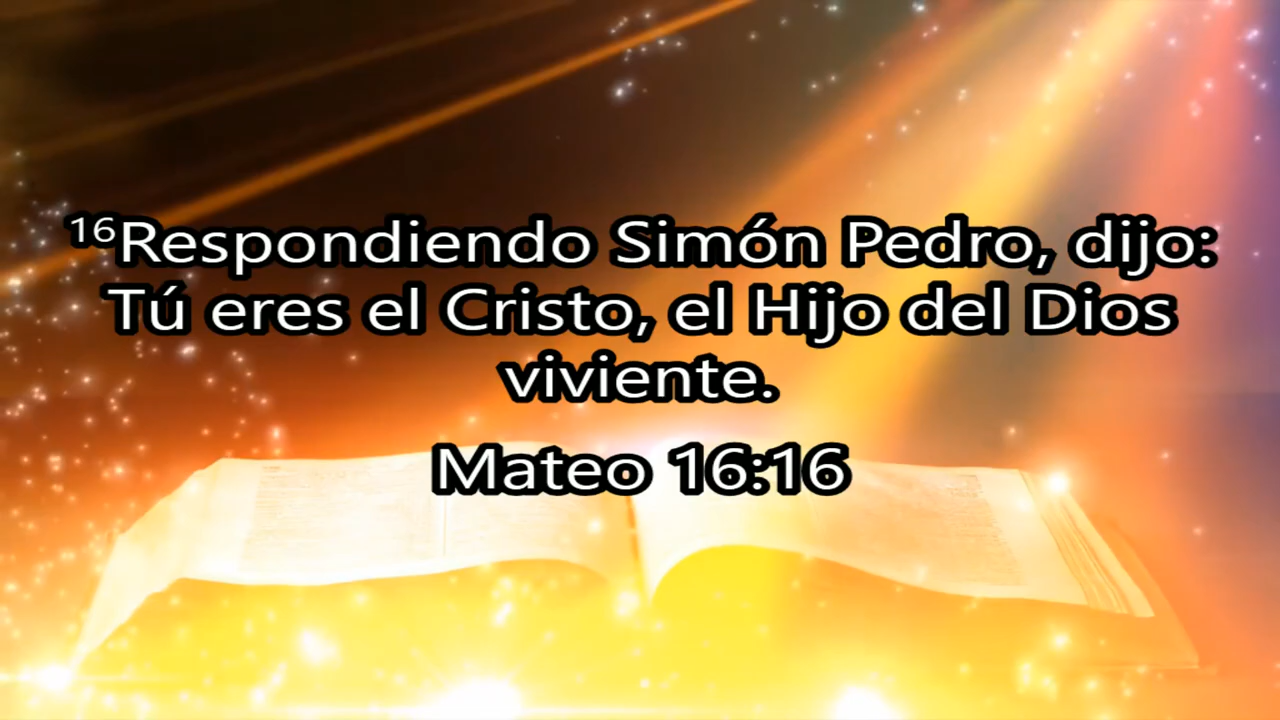 ¹⁶Respondiendo Simón Pedro, dijo:
Tú eres el Cristo, el Hijo del Dios
viviente.
Mateo 16:16